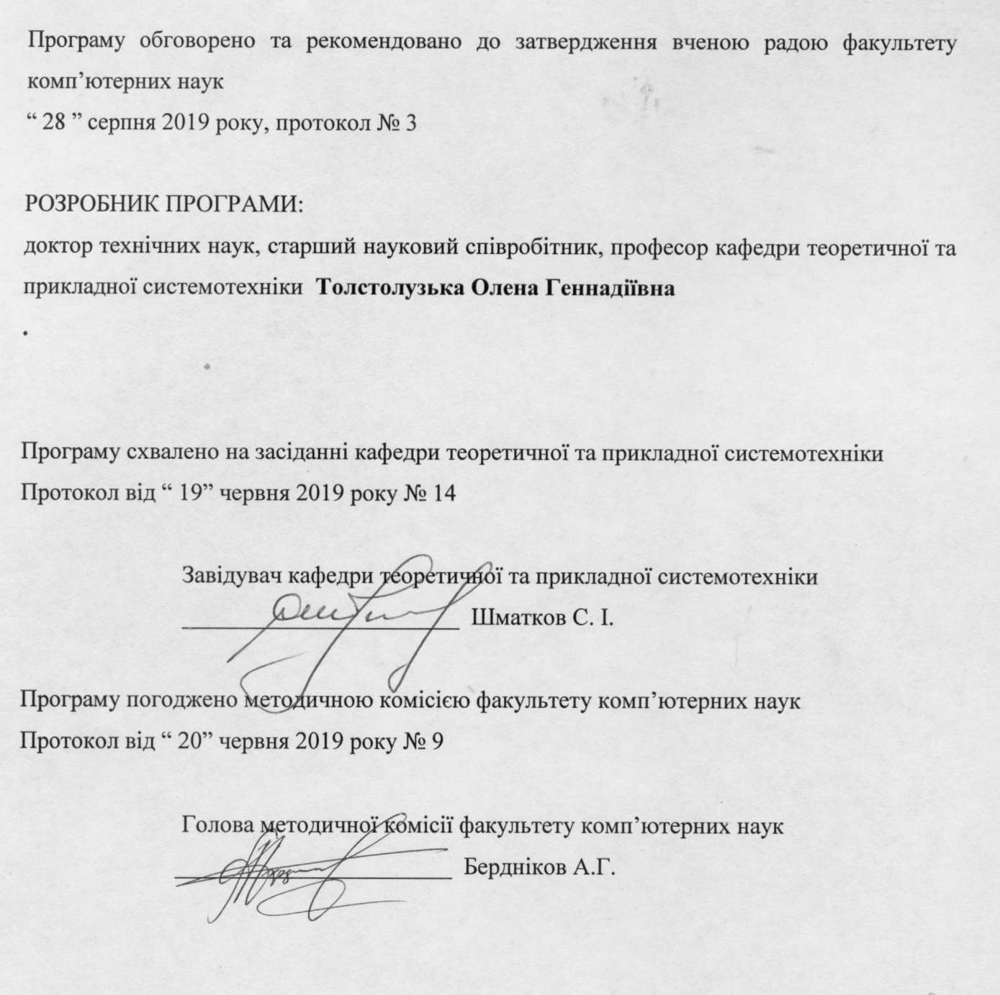 Програму обговорено та рекомендовано до затвердження вченою радою факультету
комп’ютерних наук
“ 28 ” серпня 2019 року, протокол № 3
РОЗРОБНИК ПРОГРАМИ:
доктор технічних наук, старший науковий співробітник, професор кафедри теоретичної та
прикладної системотехніки Толстолузька Олена Геннадіївна
.
Програму схвалено на засіданні кафедри теоретичної та прикладної системотехніки
Протокол від “ 19” червня 2019 року № 14
Завідувач кафедри теоретичної та прикладної системотехніки
Шматков С. І.
Програму погоджено методичною комісією факультету комп’ютерних наук
Протокол від “ 20” червня 2019 року № 9
Голова методичної комісії факультету комп’ютерних наук
Бердніков А.Г.